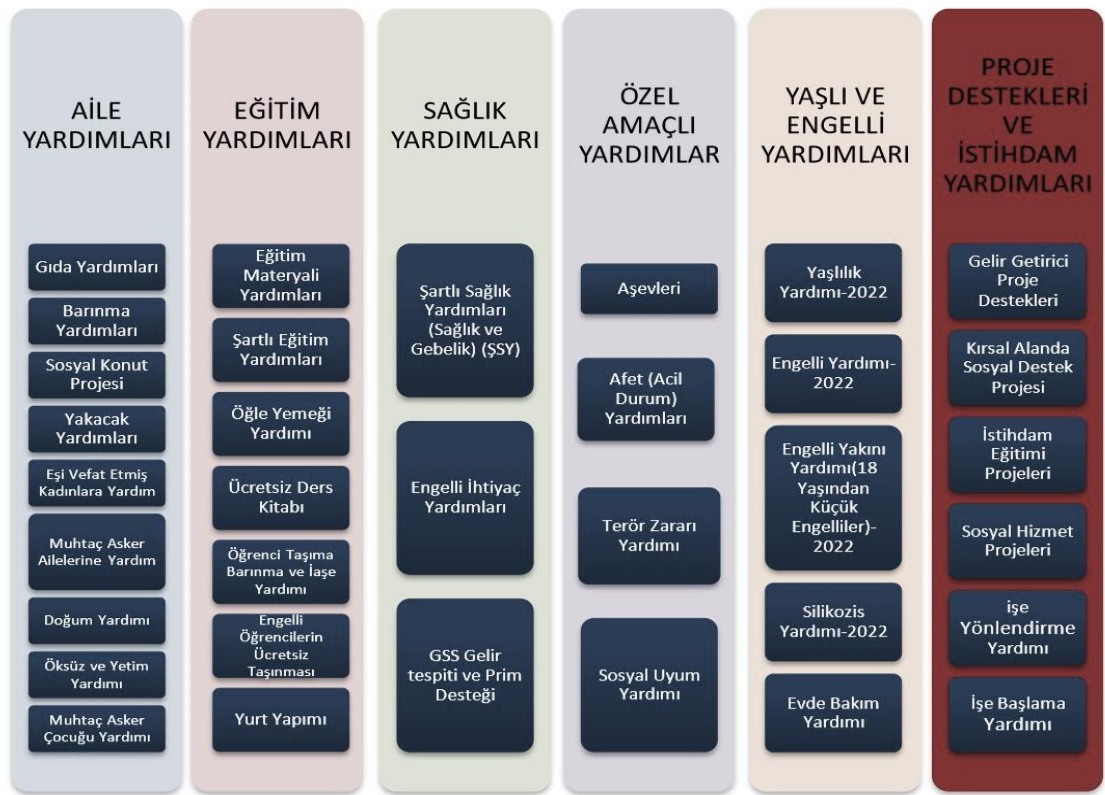 AİLE
YARDIMLARI
Gıda Yardımları
Barınma
Yardımları
Sosyal Konut
Projesi
Yakacak
Yardımları
Eşi Vefat Etmiş
Kadınlara Yardım
Muhtaç Asker
Ailelerine Yardım
Doğum Yardımı
Öksüz ve Yetim
Yardımı
Muhtaç Asker
Çocuğu Yardımı
EĞİTİM
YARDIMLARI
Eğitim
Materyali
Yardımları
Şartlı Eğitim
Yardımları
Öğle Yemeği
Yardımı
Ücretsiz Ders
Kitabı
Öğrenci Taşıma
Barınma ve İaşe
Yardımı
Engelli
Öğrencilerin
Ücretsiz
Taşınması
Yurt Yapımı
SAĞLIK
YARDIMLARI
Şartlı Sağlık
Yardımları
(Sağlık ve
Gebelik) (ŞSY)
Engelli İhtiyaç
Yardımları
GSS Gelir
tespiti ve Prim
Desteği
ÖZEL
AMAÇLI
YARDIMLAR
Aşevleri
Afet (Acil
Durum)
Yardımları
Terör Zararı
Yardımı
Sosyal Uyum
Yardımı
YAŞLI VE
ENGELLİ
YARDIMLARI
Yaşlılık
Yardımı-2022
Engelli Yardımı-
2022
Engelli Yakını
Yardımı(18
Yaşından
Küçük
Engelliler)-
2022
Silikozis
Yardımı-2022
Evde Bakım
Yardımı
PROJE
DESTEKLERİ
VE
İSTİHDAM
YARDIMLARI
Gelir Getirici
Proje
Destekleri
Kırsal Alanda
Sosyal Destek
Projesi
İstihdam
Eğitimi
Projeleri
Sosyal Hizmet
Projeleri
işe
Yönlendirme
Yardımı
İşe Başlama
Yardımı